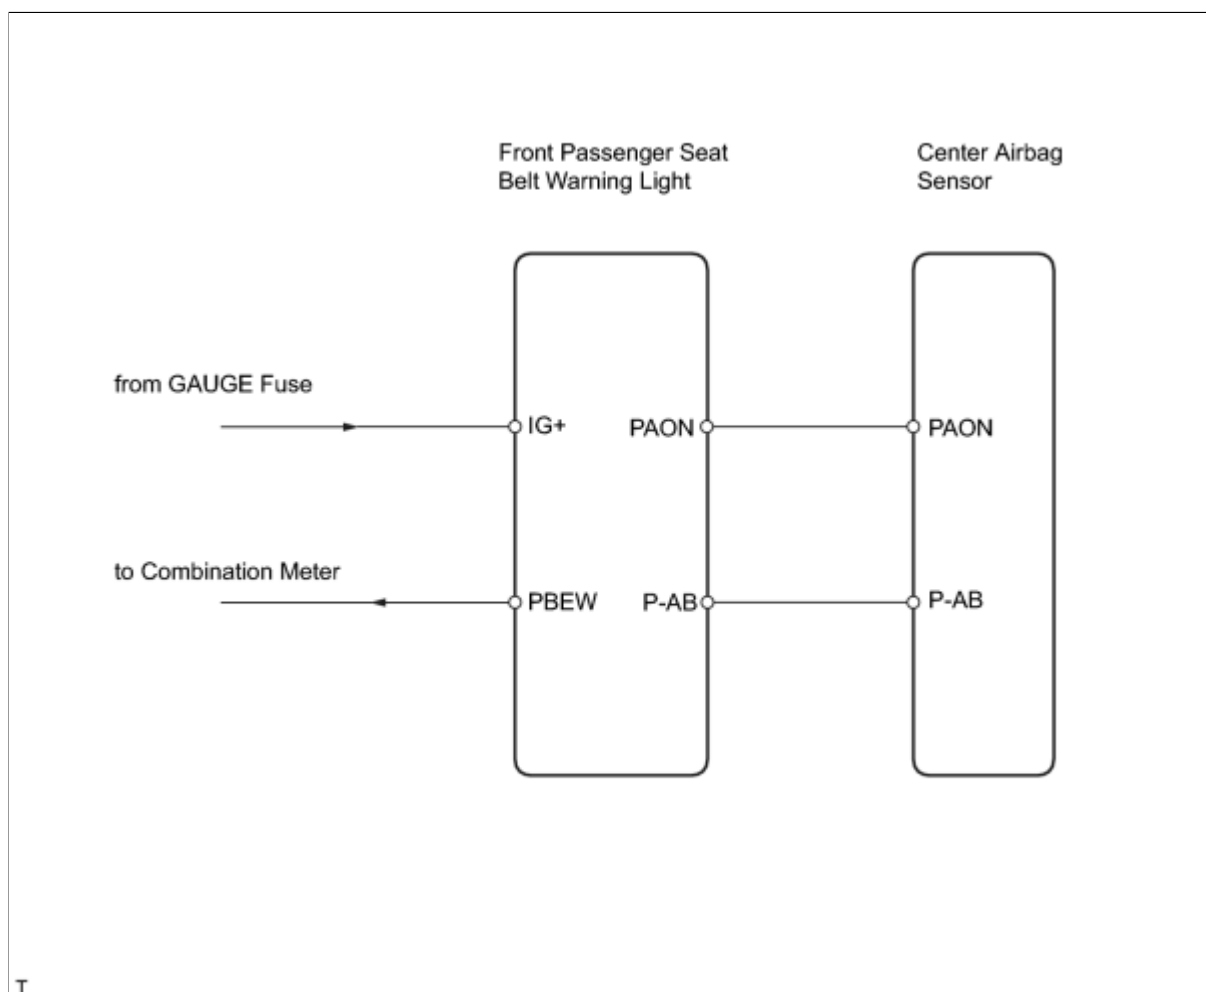 Front Passenger Seat
Belt Warning Light
Center Airbag
Sensor
from GAUGE Fuse
IG+
PAON
PAON
to Combination Meter
PBEW
P-AB
P-AB
T